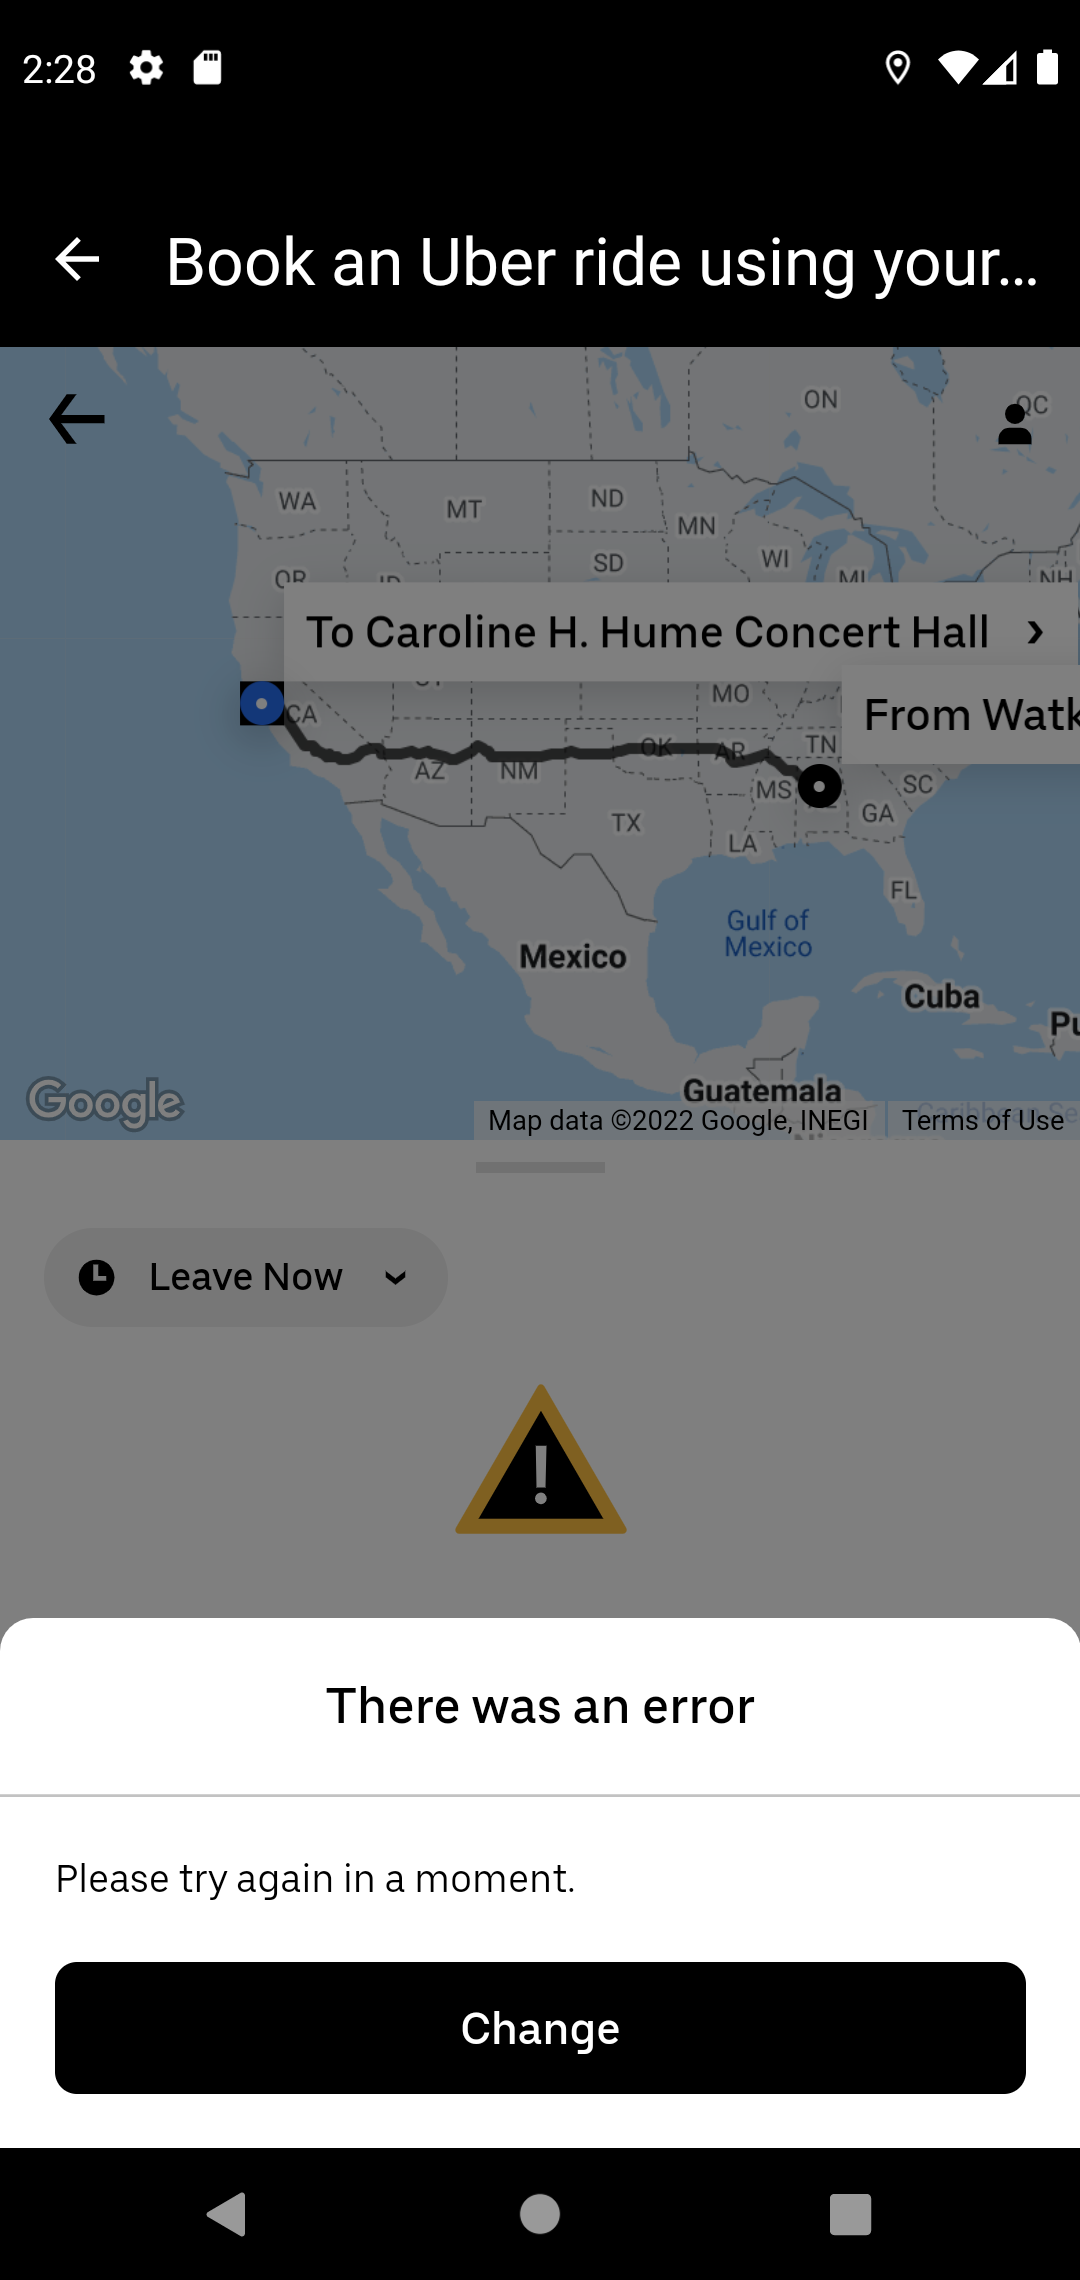 2:28
Book an Uber ride using your...
ON
QC
WA
MT
ND
MN
OR
ID
SD
WI
MI
NH
To Caroline H. Hume Concert Hall
CA
MO
From Watk
AZ
NM
OK
AR
TN
MS
SC
TX
GA
LA
FL
Gulf of
Mexico
Mexico
Cuba
Pu
Guatemala
Google
Caribbean Se
Map data ©2022 Google, INEGI
Terms of Use
Leave Now
There was an error
Please try again in a moment.
Change